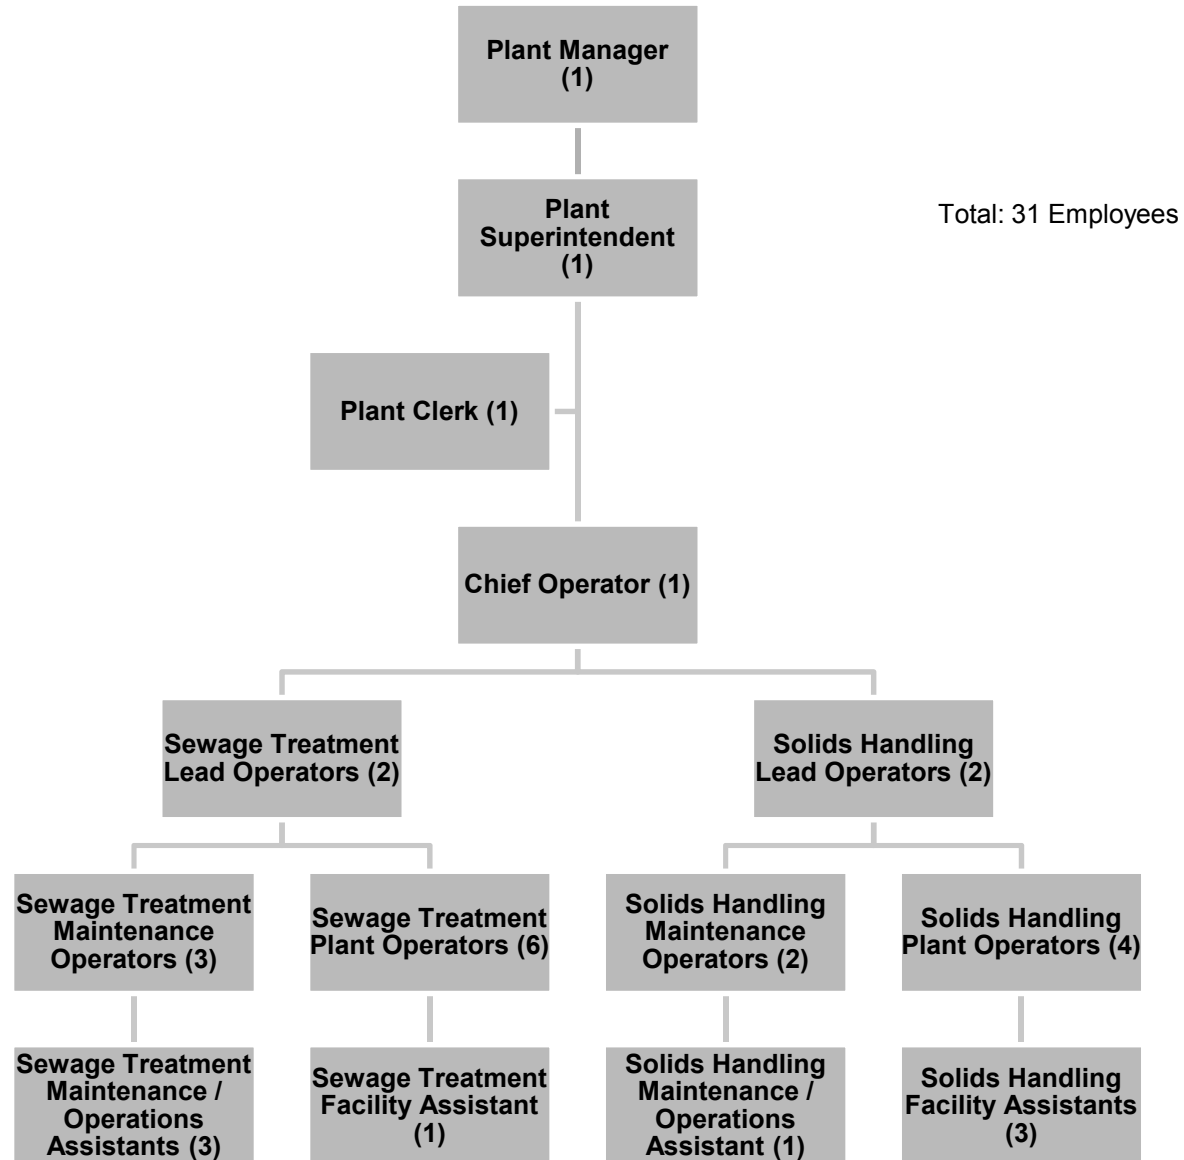 Plant Manager
(1)
Plant
Superintendent
(1)
Total: 31 Employees
Plant Clerk (1)
Chief Operator (1)
Sewage Treatment
Lead Operators (2)
Solids Handling
Lead Operators (2)
Sewage Treatment
Maintenance
Operators (3)
Sewage Treatment
Plant Operators (6)
Solids Handling
Maintenance
Operators (2)
Solids Handling
Plant Operators (4)
Sewage Treatment
Maintenance /
Operations
Assistants (3)
Sewage Treatment
Facility Assistant
(1)
Solids Handling
Maintenance /
Operations
Assistant (1)
Solids Handling
Facility Assistants
(3)